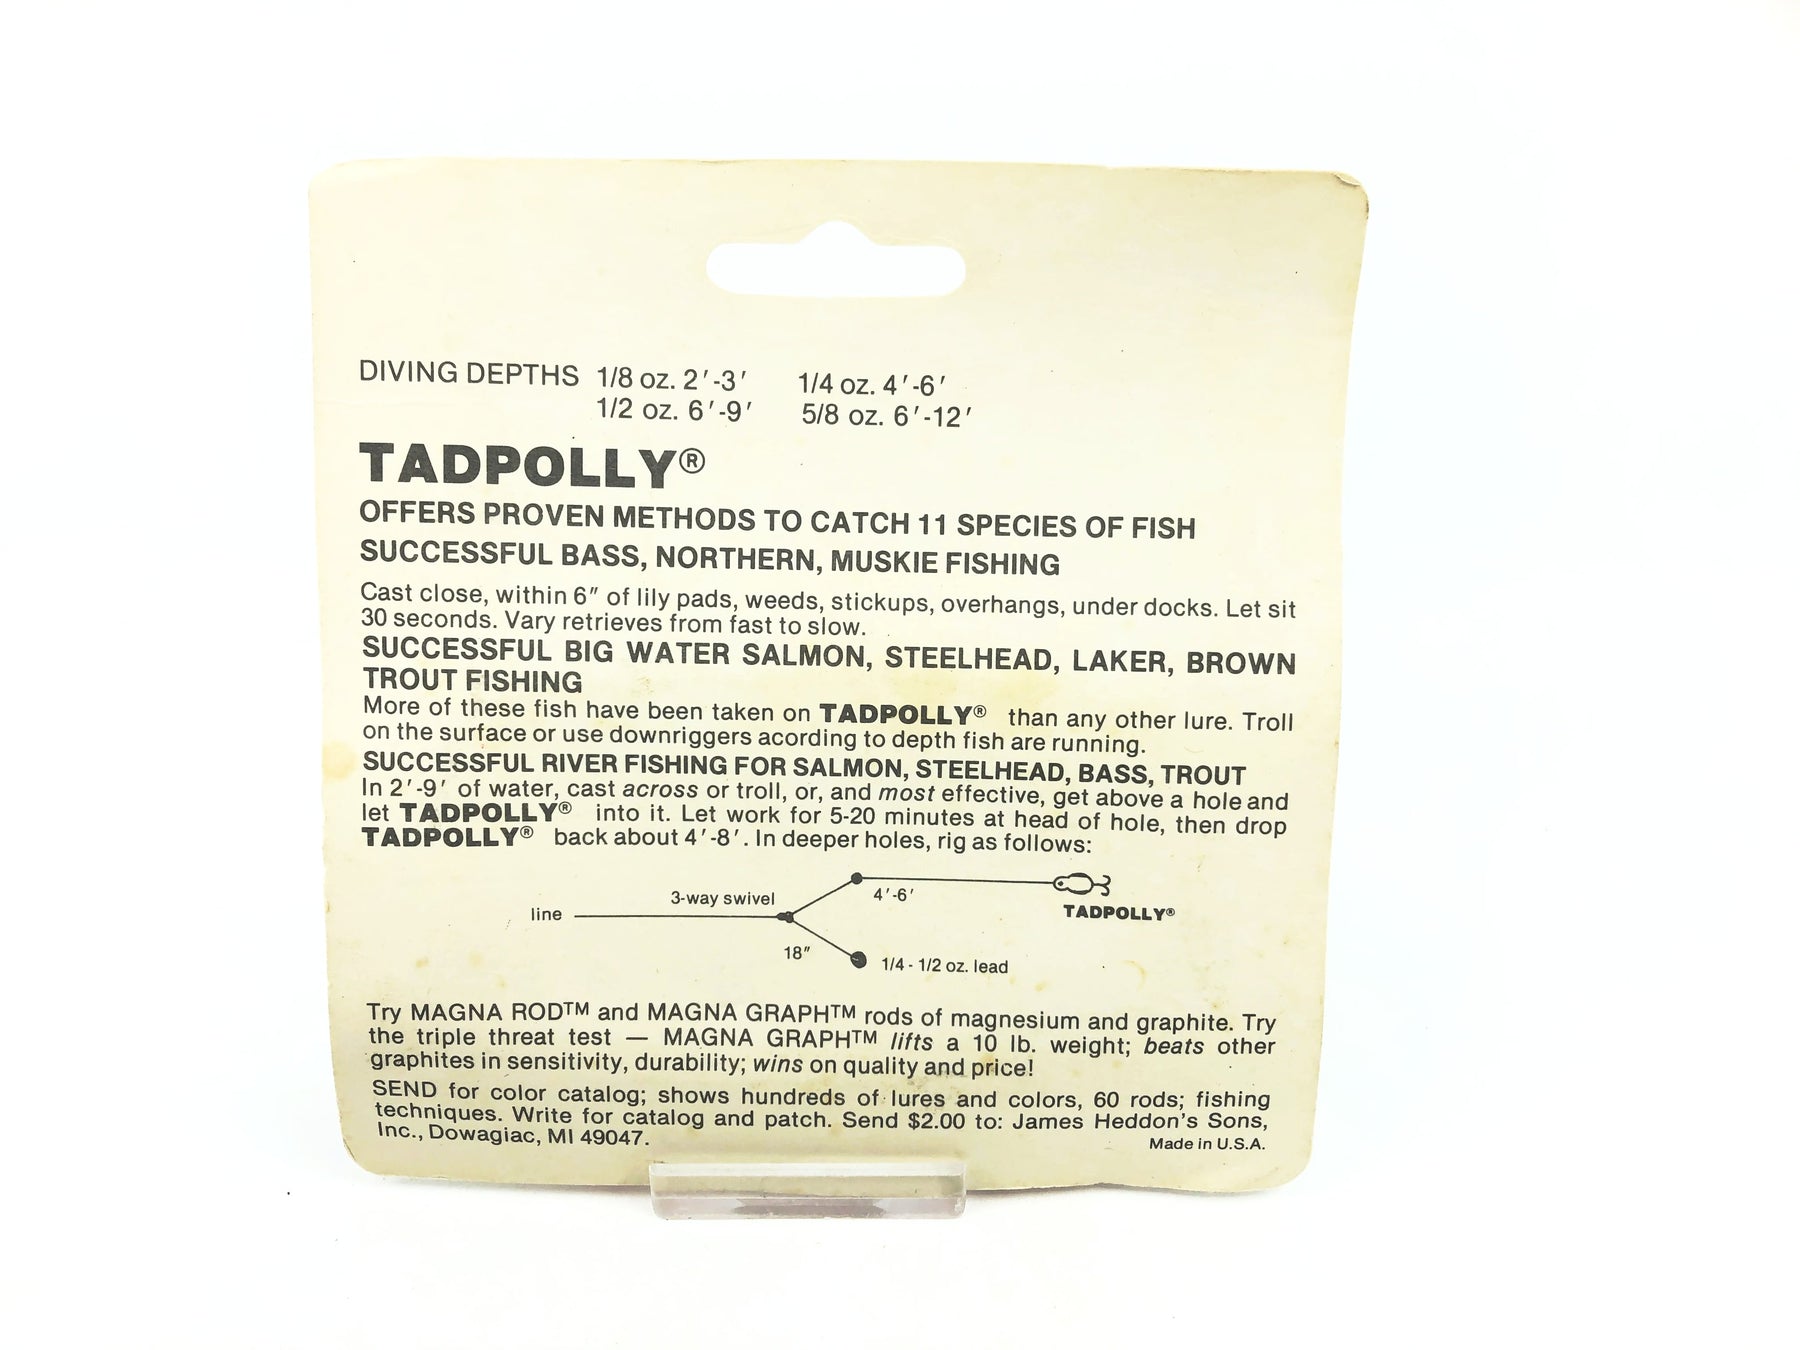 DIVING DEPTHS 1/8 oz. 2'-3' 1/4 oz. 4'-6'
1/2 oz. 6'-9' 5/8 oz. 6'-12'
TADPOLLY®
OFFERS PROVEN METHODS TO CATCH 11 SPECIES OF FISH
SUCCESSFUL BASS, NORTHERN, MUSKIE FISHING
Cast close, within 6" of lily pads, weeds, stickups, overhangs, under docks. Let sit
30 seconds. Vary retrieves from fast to slow.
SUCCESSFUL BIG WATER SALMON, STEELHEAD, LAKER, BROWN
TROUT FISHING
More of these fish have been taken on TADPOLLY® than any other lure. Troll
on the surface or use downriggers acording to depth fish are running.
SUCCESSFUL RIVER FISHING FOR SALMON, STEELHEAD, BASS, TROUT
In 2'-9' of water, cast across or troll, or, and most effective, get above a hole and
let TADPOLLY® into it. Let work for 5-20 minutes at head of hole, then drop
TADPOLLY® back about 4'-8'. In deeper holes, rig as follows:
3-way swivel
4'-6'
line
TADPOLLY®
18"
1/4 - 1/2 oz. lead
Try MAGNA ROD™ and MAGNA GRAPH™ rods of magnesium and graphite. Try
the triple threat test — MAGNA GRAPH™ lifts a 10 lb. weight; beats other
graphites in sensitivity, durability; wins on quality and price!
SEND for color catalog; shows hundreds of lures and colors, 60 rods; fishing
techniques. Write for catalog and patch. Send $2.00 to: James Heddon's Sons,
Inc., Dowagiac, MI 49047.
Made in U.S.A.